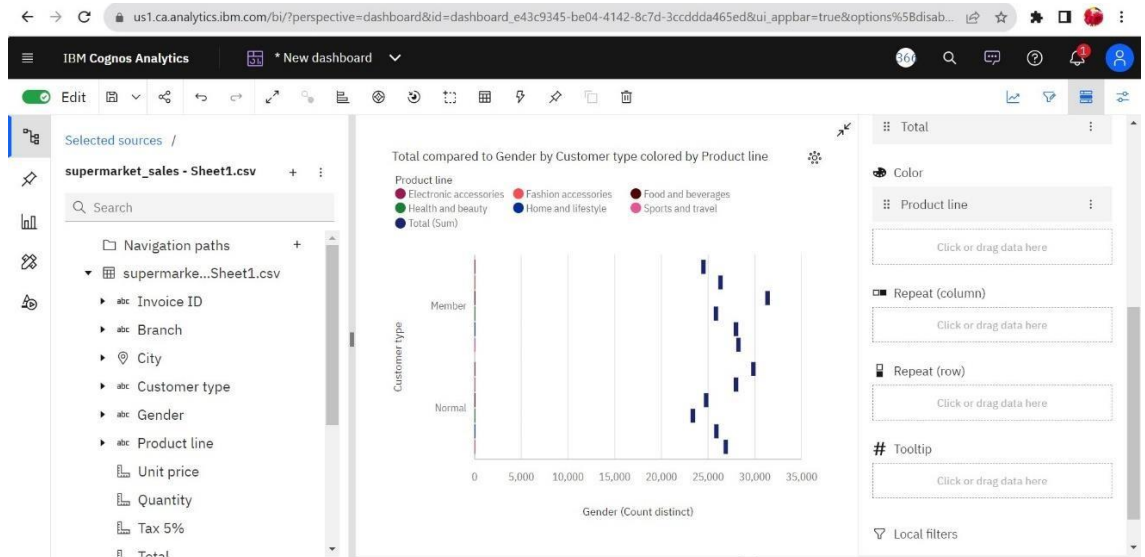 us1.ca.analytics.ibm.com/bi/?perspective=dashboard&id=dashboard_e43c9345-be04-4142-8c7d-3ccddda465ed&ui_appbar=true&options%5Bdisab...
IBM Cognos Analytics
* New dashboard
366
1
Edit
Selected sources /
supermarket_sales - Sheet1.csv
Search
Navigation paths
supermarke...Sheet1.csv
abc Invoice ID
abc Branch
City
abc Customer type
abc Gender
abc Product line
Unit price
Quantity
Tax 5%
Total
Total compared to Gender by Customer type colored by Product line
Product line
Electronic accessories Fashion accessories Food and beverages
Health and beauty Home and lifestyle Sports and travel
Total (Sum)
Customer type
Member
Normal
0 5,000 10,000 15,000 20,000 25,000 30,000 35,000
Gender (Count distinct)
Total
Color
Product line
Click or drag data here
Repeat (column)
Click or drag data here
Repeat (row)
Click or drag data here
# Tooltip
Click or drag data here
Local filters